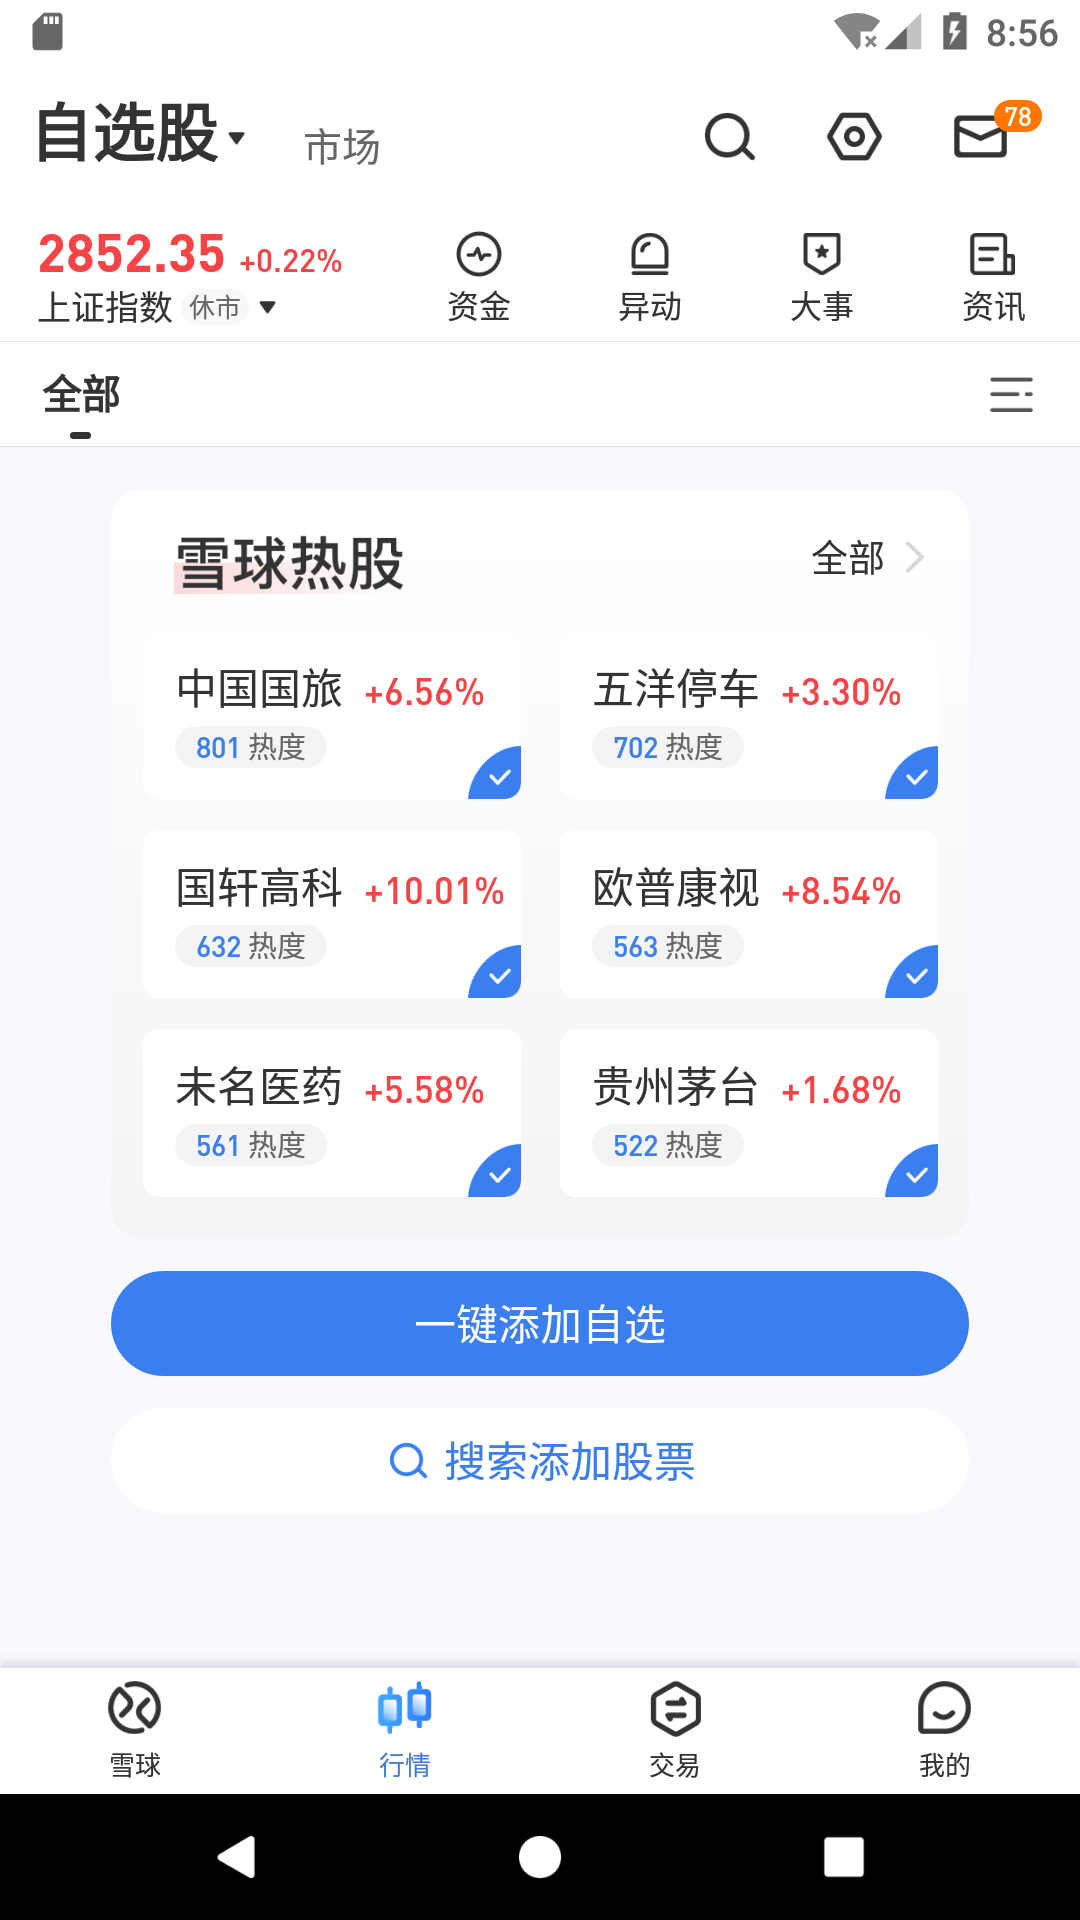 8:56
自选股
市场
78
2852.35 +0.22%
上证指数 休市
资金
异动
大事
资讯
全部
雪球热股
全部
中国国旅 +6.56%
801 热度
五洋停车 +3.30%
702 热度
国轩高科 +10.01%
632 热度
欧普康视 +8.54%
563 热度
未名医药 +5.58%
561 热度
贵州茅台 +1.68%
522 热度
一键添加自选
搜索添加股票
雪球
行情
交易
我的